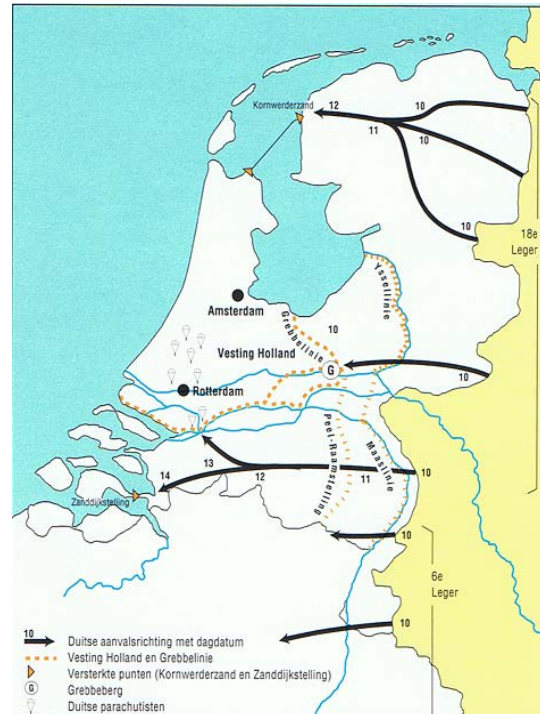 Kornwerderzand
12
10
11
10
10
18e
Leger
Yssellinie
Amsterdam
Grebbelinie
10
Vesting Holland
G
10
Rotterdam
Peel-Raamstelling
Maaslinie
14
13
12
11
10
Zanddijkstelling
10
6e
Leger
10
10 Duitse aanvalsrichting met dagdatum
Vesting Holland en Grebbelinie
Versterkte punten (Kornwerderzand en Zanddijkstelling)
G Grebbeberg
Duitse parachutisten